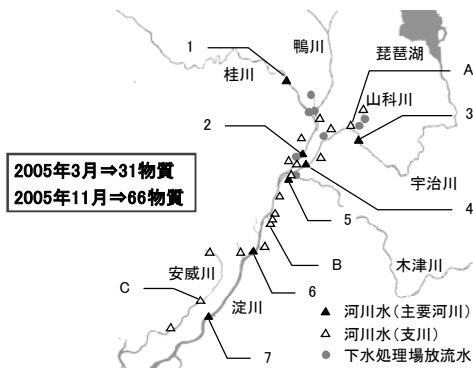 1
鴨川
琵琶湖
桂川
A
山科川
2
3
2005年3月⇒31物質
2005年11月⇒66物質
宇治川
4
5
B
木津川
安威川
C
6
淀川
▲ 河川水(主要河川)
△ 河川水(支川)
● 下水処理場放流水
7